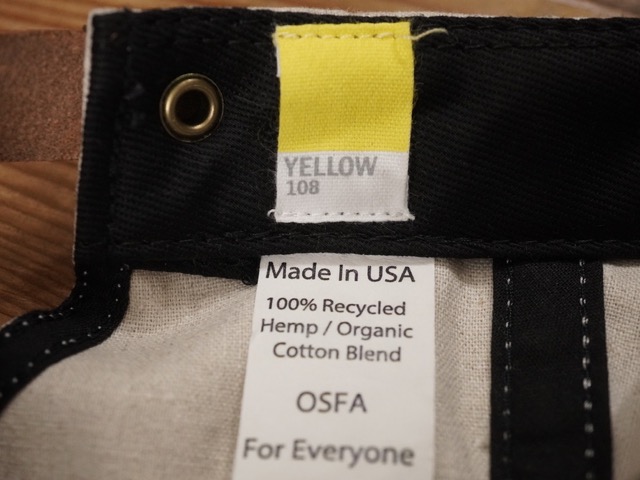 YELLOW
108
Made In USA
100% Recycled
Hemp / Organic
Cotton Blend
OSFA
For Everyone